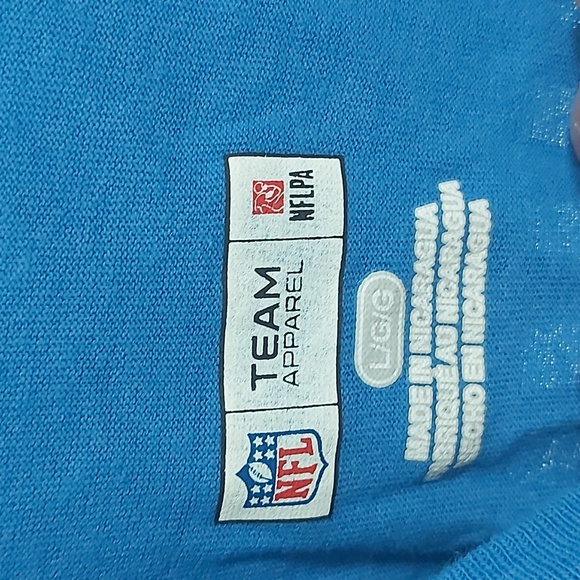 NFL
TEAM
APPAREL
NFLPA
L/G/G
MADE IN NICARAGUA
FABRIQUÉ AU NICARAGUA
HECHO EN NICARAGUA